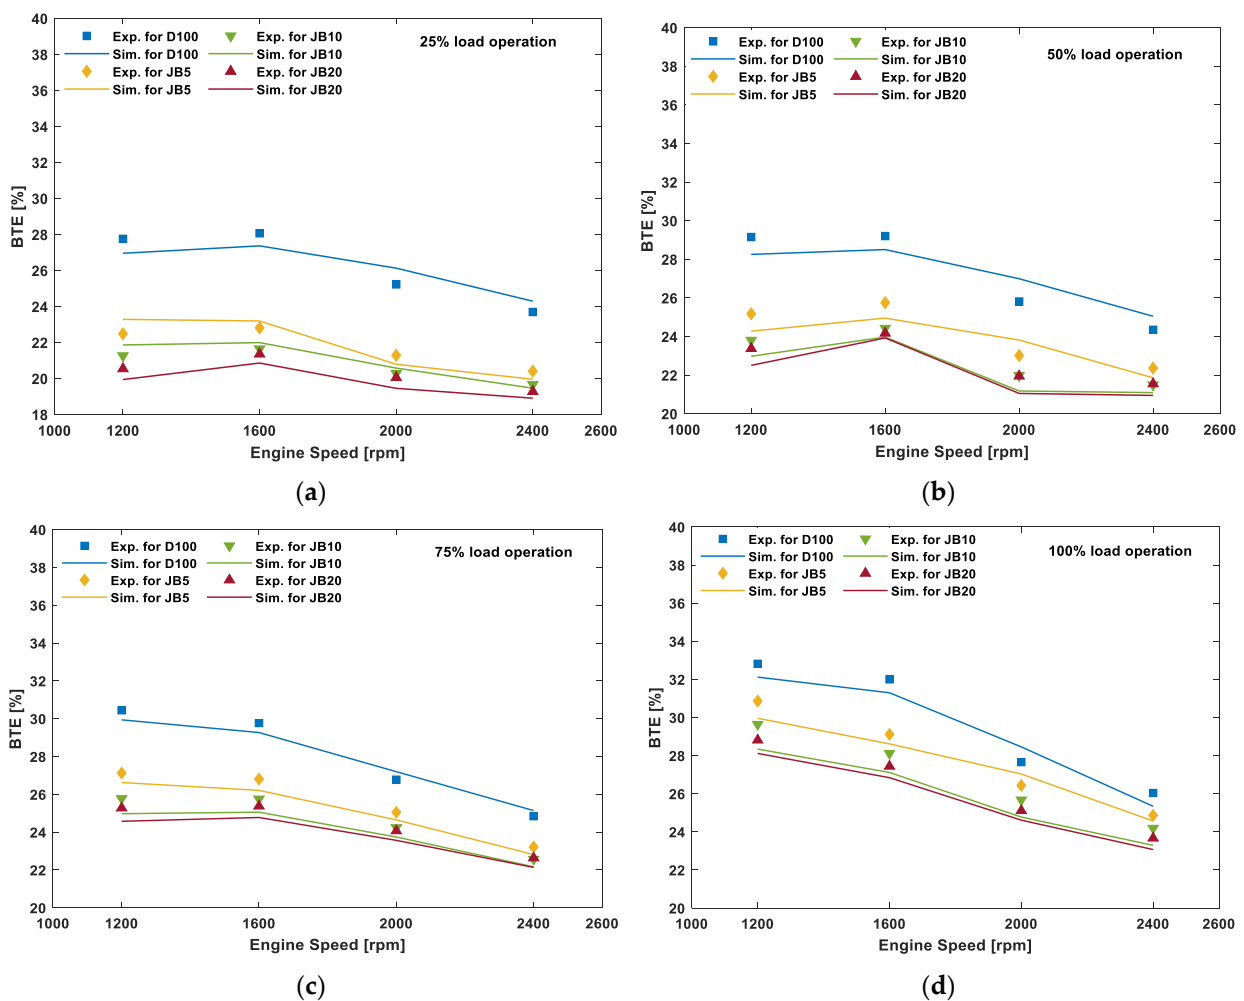 40
38
36
34
32
30
28
26
24
22
20
18
BTE [%]
Exp. for D100 Exp. for JB10
Sim. for D100 Sim. for JB10
Exp. for JB5 Exp. for JB20
Sim. for JB5 Sim. for JB20
25% load operation
1000 1200 1600 2000 2400 2600
Engine Speed [rpm]
(a)
40
38
36
34
32
30
28
26
24
22
20
BTE [%]
Exp. for D100 Exp. for JB10
Sim. for D100 Sim. for JB10
Exp. for JB5 Exp. for JB20
Sim. for JB5 Sim. for JB20
50% load operation
1000 1200 1600 2000 2400 2600
Engine Speed [rpm]
(b)
40
38
36
34
32
30
28
26
24
22
20
BTE [%]
Exp. for D100 Exp. for JB10
Sim. for D100 Sim. for JB10
Exp. for JB5 Exp. for JB20
Sim. for JB5 Sim. for JB20
75% load operation
1000 1200 1600 2000 2400 2600
Engine Speed [rpm]
(c)
40
38
36
34
32
30
28
26
24
22
20
BTE [%]
Exp. for D100 Exp. for JB10
Sim. for D100 Sim. for JB10
Exp. for JB5 Exp. for JB20
Sim. for JB5 Sim. for JB20
100% load operation
1000 1200 1600 2000 2400 2600
Engine Speed [rpm]
(d)